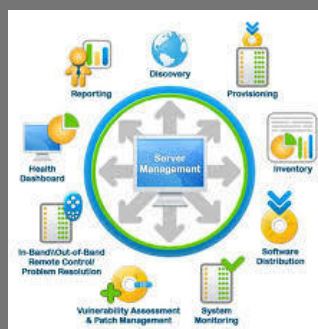 Discovery
Reporting
Provisioning
Server
Management
Health
Dashboard
Inventory
In-Band\Out-of-Band
Remote Control/
Problem Resolution
Software
Distribution
Vulnerability Assessment
& Patch Management
System
Monitoring